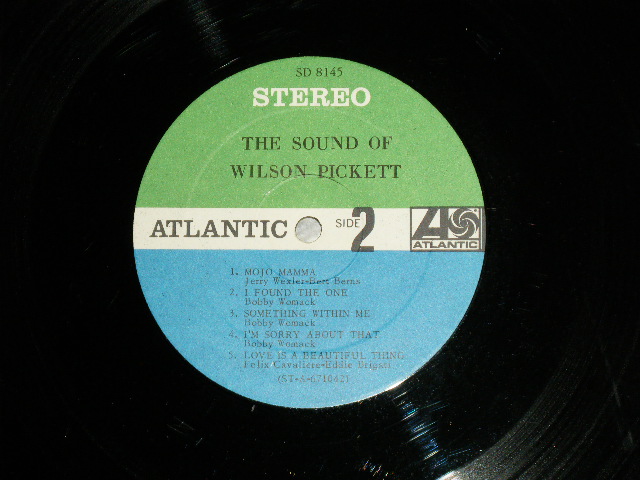 SD 8145
STEREO
THE SOUND OF
WILSON PICKETT
ATLANTIC
SIDE 2
ATLANTIC
1. MOJO MAMMA
Jerry Wexler-Bert Berns
2. I FOUND THE ONE
Bobby Womack
3. SOMETHING WITHIN ME
Bobby Womack
4. I'M SORRY ABOUT THAT
Bobby Womack
5. LOVE IS A BEAUTIFUL THING
Felix Cavaliere-Eddie Brigati
(ST-A-671042)